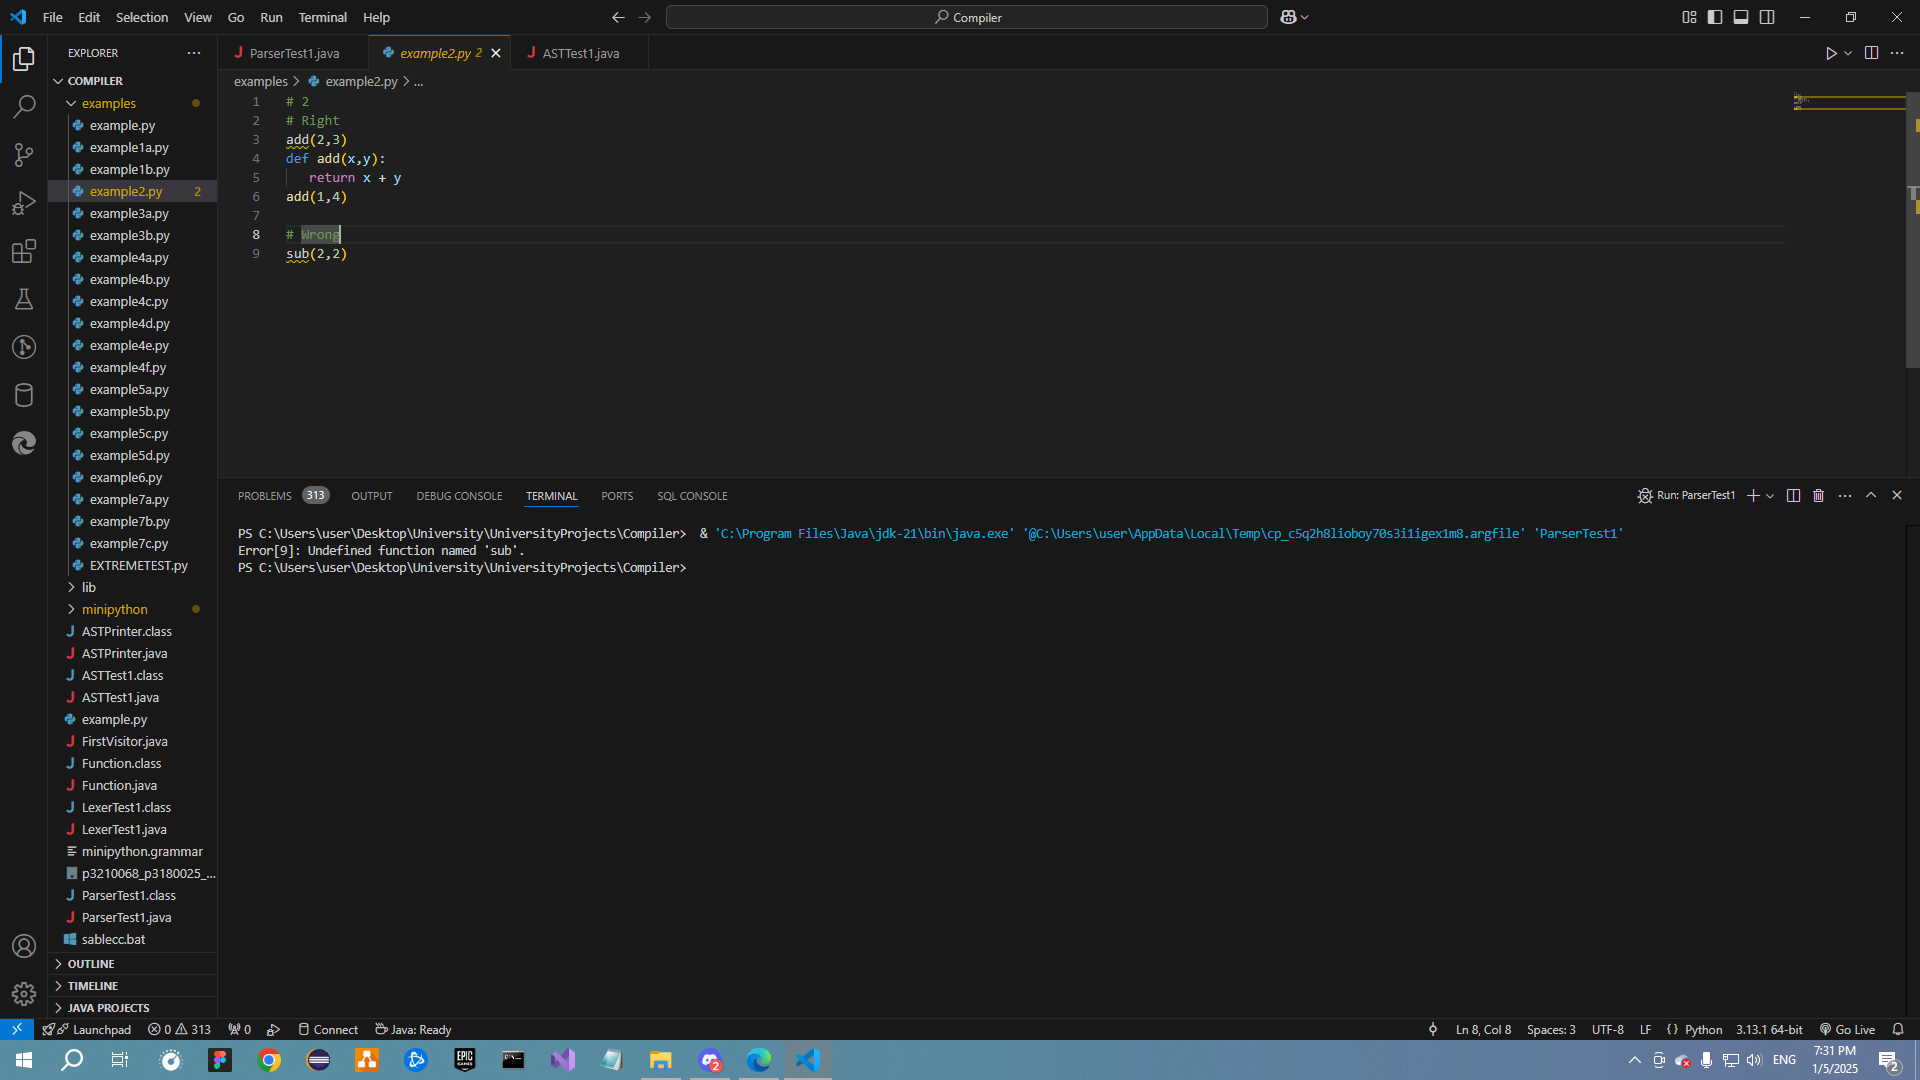 File Edit Selection View Go Run Terminal Help
Compiler
EXPLORER
ParserTest1.java
example2.py 2
ASTTest1.java
COMPILER
examples > example2.py > ...
examples
example.py
example1a.py
example1b.py
example2.py 2
example3a.py
example3b.py
example4a.py
example4b.py
example4c.py
example4d.py
example4e.py
example4f.py
example5a.py
example5b.py
example5c.py
example5d.py
example6.py
example7a.py
example7b.py
example7c.py
EXTREMETEST.py
lib
minipython
ASTPrinter.class
ASTPrinter.java
ASTTest1.class
ASTTest1.java
example.py
FirstVisitor.java
Function.class
Function.java
LexerTest1.class
LexerTest1.java
minipython.grammar
p3210068_p3180025_...
ParserTest1.class
ParserTest1.java
sablecc.bat
OUTLINE
TIMELINE
JAVA PROJECTS
1 # 2
2 # Right
3 add(2,3)
4 def add(x,y):
5 return x + y
6 add(1,4)
7
8 # Wrong
9 sub(2,2)
PROBLEMS 313 OUTPUT DEBUG CONSOLE TERMINAL PORTS SQL CONSOLE
Run: ParserTest1
PS C:\Users\user\Desktop\University\UniversityProjects\Compiler> & 'C:\Program Files\Java\jdk-21\bin\java.exe' '@C:\Users\user\AppData\Local\Temp\cp_c5q2h8lioboy70s3i1igex1m8.argfile' 'ParserTest1'
Error[9]: Undefined function named 'sub'.
PS C:\Users\user\Desktop\University\UniversityProjects\Compiler>
Launchpad 0 313 0 Connect Java: Ready
Ln 8, Col 8 Spaces: 3 UTF-8 LF {} Python 3.13.1 64-bit Go Live
EPIC GAMES
2
ENG
7:31 PM
1/5/2025
2